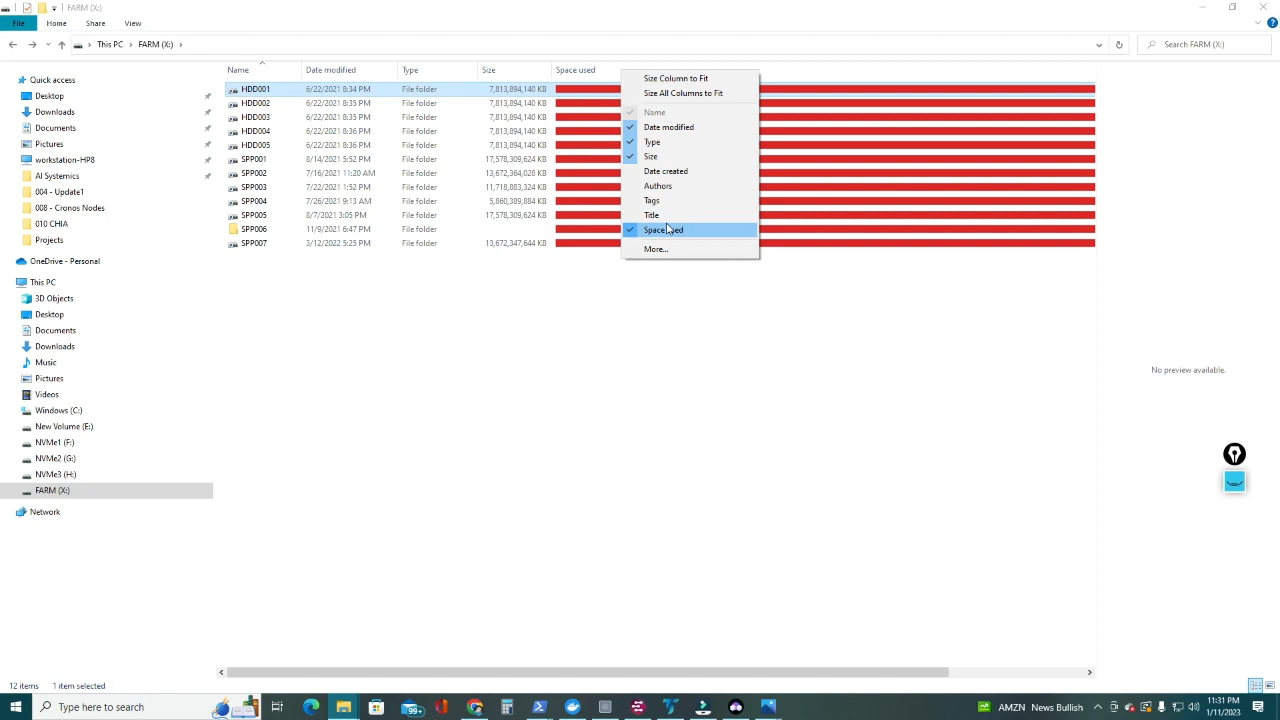 FARM (X:)
File Home Share View
This PC FARM (X:) Search FARM (X:)
Name Date modified Type Size Space used
HDD001 6/22/2021 8:34 PM File folder 7,813,894,140 KB
HDD002 6/22/2021 8:35 PM File folder 7,813,894,140 KB
HDD003 6/22/2021 8:35 PM File folder 7,813,894,140 KB
HDD004 6/22/2021 8:36 PM File folder 7,813,894,140 KB
HDD005 6/22/2021 8:36 PM File folder 7,813,894,140 KB
SPP001 8/14/2021 5:52 PM File folder 17,578,309,624 KB
SPP002 7/16/2021 11:20 AM File folder 13,672,364,028 KB
SPP003 7/22/2021 1:52 PM File folder 11,718,883,324 KB
SPP004 7/26/2021 9:13 AM File folder 5,860,389,884 KB
SPP005 8/7/2021 3:05 PM File folder 17,578,309,624 KB
SPP006 11/9/2021 6:47 PM File folder
SPP007 3/12/2022 5:25 PM File folder 13,672,347,644 KB
Size Column to Fit
Size All Columns to Fit
Name
Date modified
Type
Size
Date created
Authors
Tags
Title
Space used
More...
Quick access
Desktop
Downloads
Documents
Pictures
workstation-HP8
AI Systemics
004 - Update1
008 - Cronos Nodes
010 CHIA
Projects
OneDrive - Personal
This PC
3D Objects
Desktop
Documents
Downloads
Music
Pictures
Videos
Windows (C:)
New Volume (E:)
NVMe1 (F:)
NVMe2 (G:)
NVMe3 (H:)
FARM (X:)
Network
No preview available.
12 items 1 item selected
Type here to search
99+
AMZN News Bullish
11:31 PM
1/11/2023